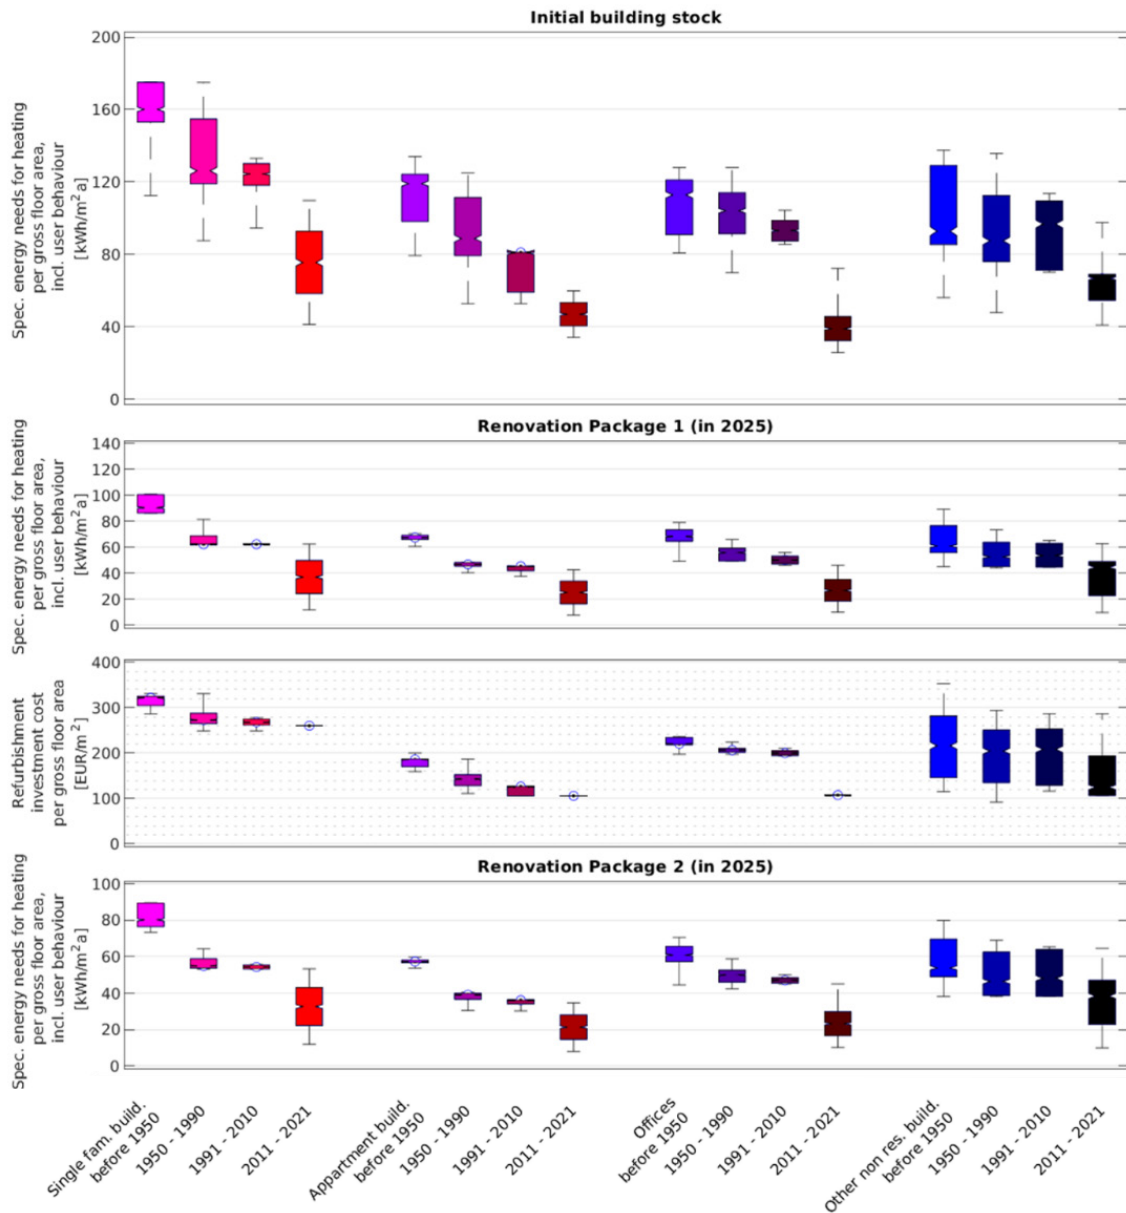 Initial building stock
Spec. energy needs for heating
per gross floor area,
incl. user behaviour
[kWh/m²a]
200
160
120
80
40
0
Renovation Package 1 (in 2025)
Spec. energy needs for heating
per gross floor area,
incl. user behaviour
[kWh/m²a]
140
120
100
80
60
40
20
0
Refurbishment
investment cost
per gross floor area
[EUR/m²]
400
300
200
100
0
Renovation Package 2 (in 2025)
Spec. energy needs for heating
per gross floor area,
incl. user behaviour
[kWh/m²a]
100
80
60
40
20
0
Single fam. build.
before 1950
1950 - 1990
1991 - 2010
2011 - 2021
Appartment build.
before 1950
1950 - 1990
1991 - 2010
2011 - 2021
Offices
before 1950
1950 - 1990
1991 - 2010
2011 - 2021
Other non res. build.
before 1950
1950 - 1990
1991 - 2010
2011 - 2021